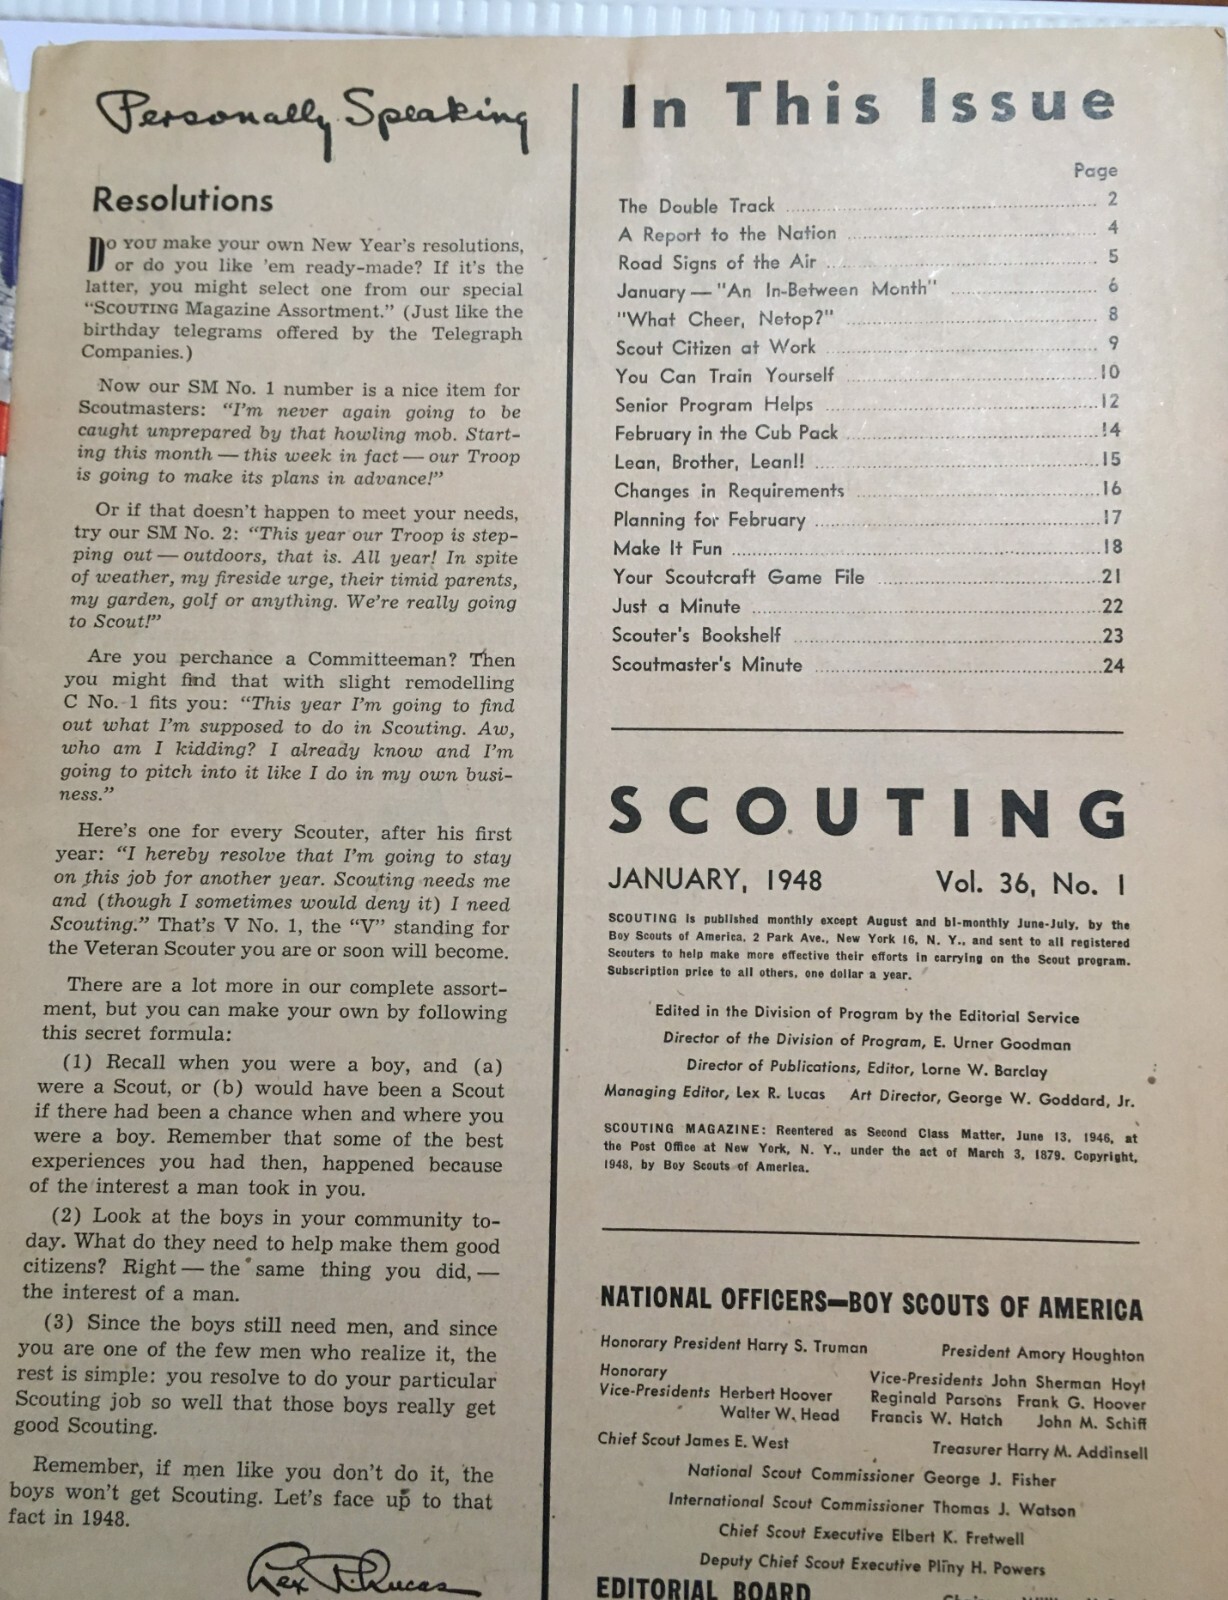 Personally Speaking
Resolutions
Do you make your own New Year's resolutions,
or do you like 'em ready-made? If it's the
latter, you might select one from our special
"SCOUTING Magazine Assortment." (Just like the
birthday telegrams offered by the Telegraph
Companies.)
Now our SM No. 1 number is a nice item for
Scoutmasters: "I'm never again going to be
caught unprepared by that howling mob. Start-
ing this month — this week in fact — our Troop
is going to make its plans in advance!"
Or if that doesn't happen to meet your needs,
try our SM No. 2: "This year our Troop is step-
ping out — outdoors, that is. All year! In spite
of weather, my fireside urge, their timid parents,
my garden, golf or anything. We're really going
to Scout!"
Are you perchance a Committeeman? Then
you might find that with slight remodelling
C No. 1 fits you: "This year I'm going to find
out what I'm supposed to do in Scouting. Aw,
who am I kidding? I already know and I'm
going to pitch into it like I do in my own busi-
ness."
Here's one for every Scouter, after his first
year: "I hereby resolve that I'm going to stay
on this job for another year. Scouting needs me
and (though I sometimes would deny it) I need
Scouting." That's V No. 1, the "V" standing for
the Veteran Scouter you are or soon will become.
There are a lot more in our complete assort-
ment, but you can make your own by following
this secret formula:
(1) Recall when you were a boy, and (a)
were a Scout, or (b) would have been a Scout
if there had been a chance when and where you
were a boy. Remember that some of the best
experiences you had then, happened because
of the interest a man took in you.
(2) Look at the boys in your community to-
day. What do they need to help make them good
citizens? Right — the same thing you did, —
the interest of a man.
(3) Since the boys still need men, and since
you are one of the few men who realize it, the
rest is simple: you resolve to do your particular
Scouting job so well that those boys really get
good Scouting.
Remember, if men like you don't do it, the
boys won't get Scouting. Let's face up to that
fact in 1948.
Lex R. Lucas
In This Issue
Page
The Double Track 2
A Report to the Nation 4
Road Signs of the Air 5
January — "An In-Between Month" 6
"What Cheer, Netop?" 8
Scout Citizen at Work 9
You Can Train Yourself 10
Senior Program Helps 12
February in the Cub Pack 14
Lean, Brother, Lean!! 15
Changes in Requirements 16
Planning for February 17
Make It Fun 18
Your Scoutcraft Game File 21
Just a Minute 22
Scouter's Bookshelf 23
Scoutmaster's Minute 24
SCOUTING
JANUARY, 1948 Vol. 36, No. 1
SCOUTING is published monthly except August and bi-monthly June-July, by the
Boy Scouts of America, 2 Park Ave., New York 16, N. Y., and sent to all registered
Scouters to help make more effective their efforts in carrying on the Scout program.
Subscription price to all others, one dollar a year.
Edited in the Division of Program by the Editorial Service
Director of the Division of Program, E. Urner Goodman
Director of Publications, Editor, Lorne W. Barclay
Managing Editor, Lex R. Lucas Art Director, George W. Goddard, Jr.
SCOUTING MAGAZINE: Reentered as Second Class Matter, June 13, 1946, at
the Post Office at New York, N. Y., under the act of March 3, 1879. Copyright,
1948, by Boy Scouts of America.
NATIONAL OFFICERS—BOY SCOUTS OF AMERICA
Honorary President Harry S. Truman President Amory Houghton
Honorary Vice-Presidents John Sherman Hoyt
Vice-Presidents Herbert Hoover Reginald Parsons Frank G. Hoover
Walter W. Head Francis W. Hatch John M. Schiff
Chief Scout James E. West Treasurer Harry M. Addinsell
National Scout Commissioner George J. Fisher
International Scout Commissioner Thomas J. Watson
Chief Scout Executive Elbert K. Fretwell
Deputy Chief Scout Executive Pliny H. Powers
EDITORIAL BOARD